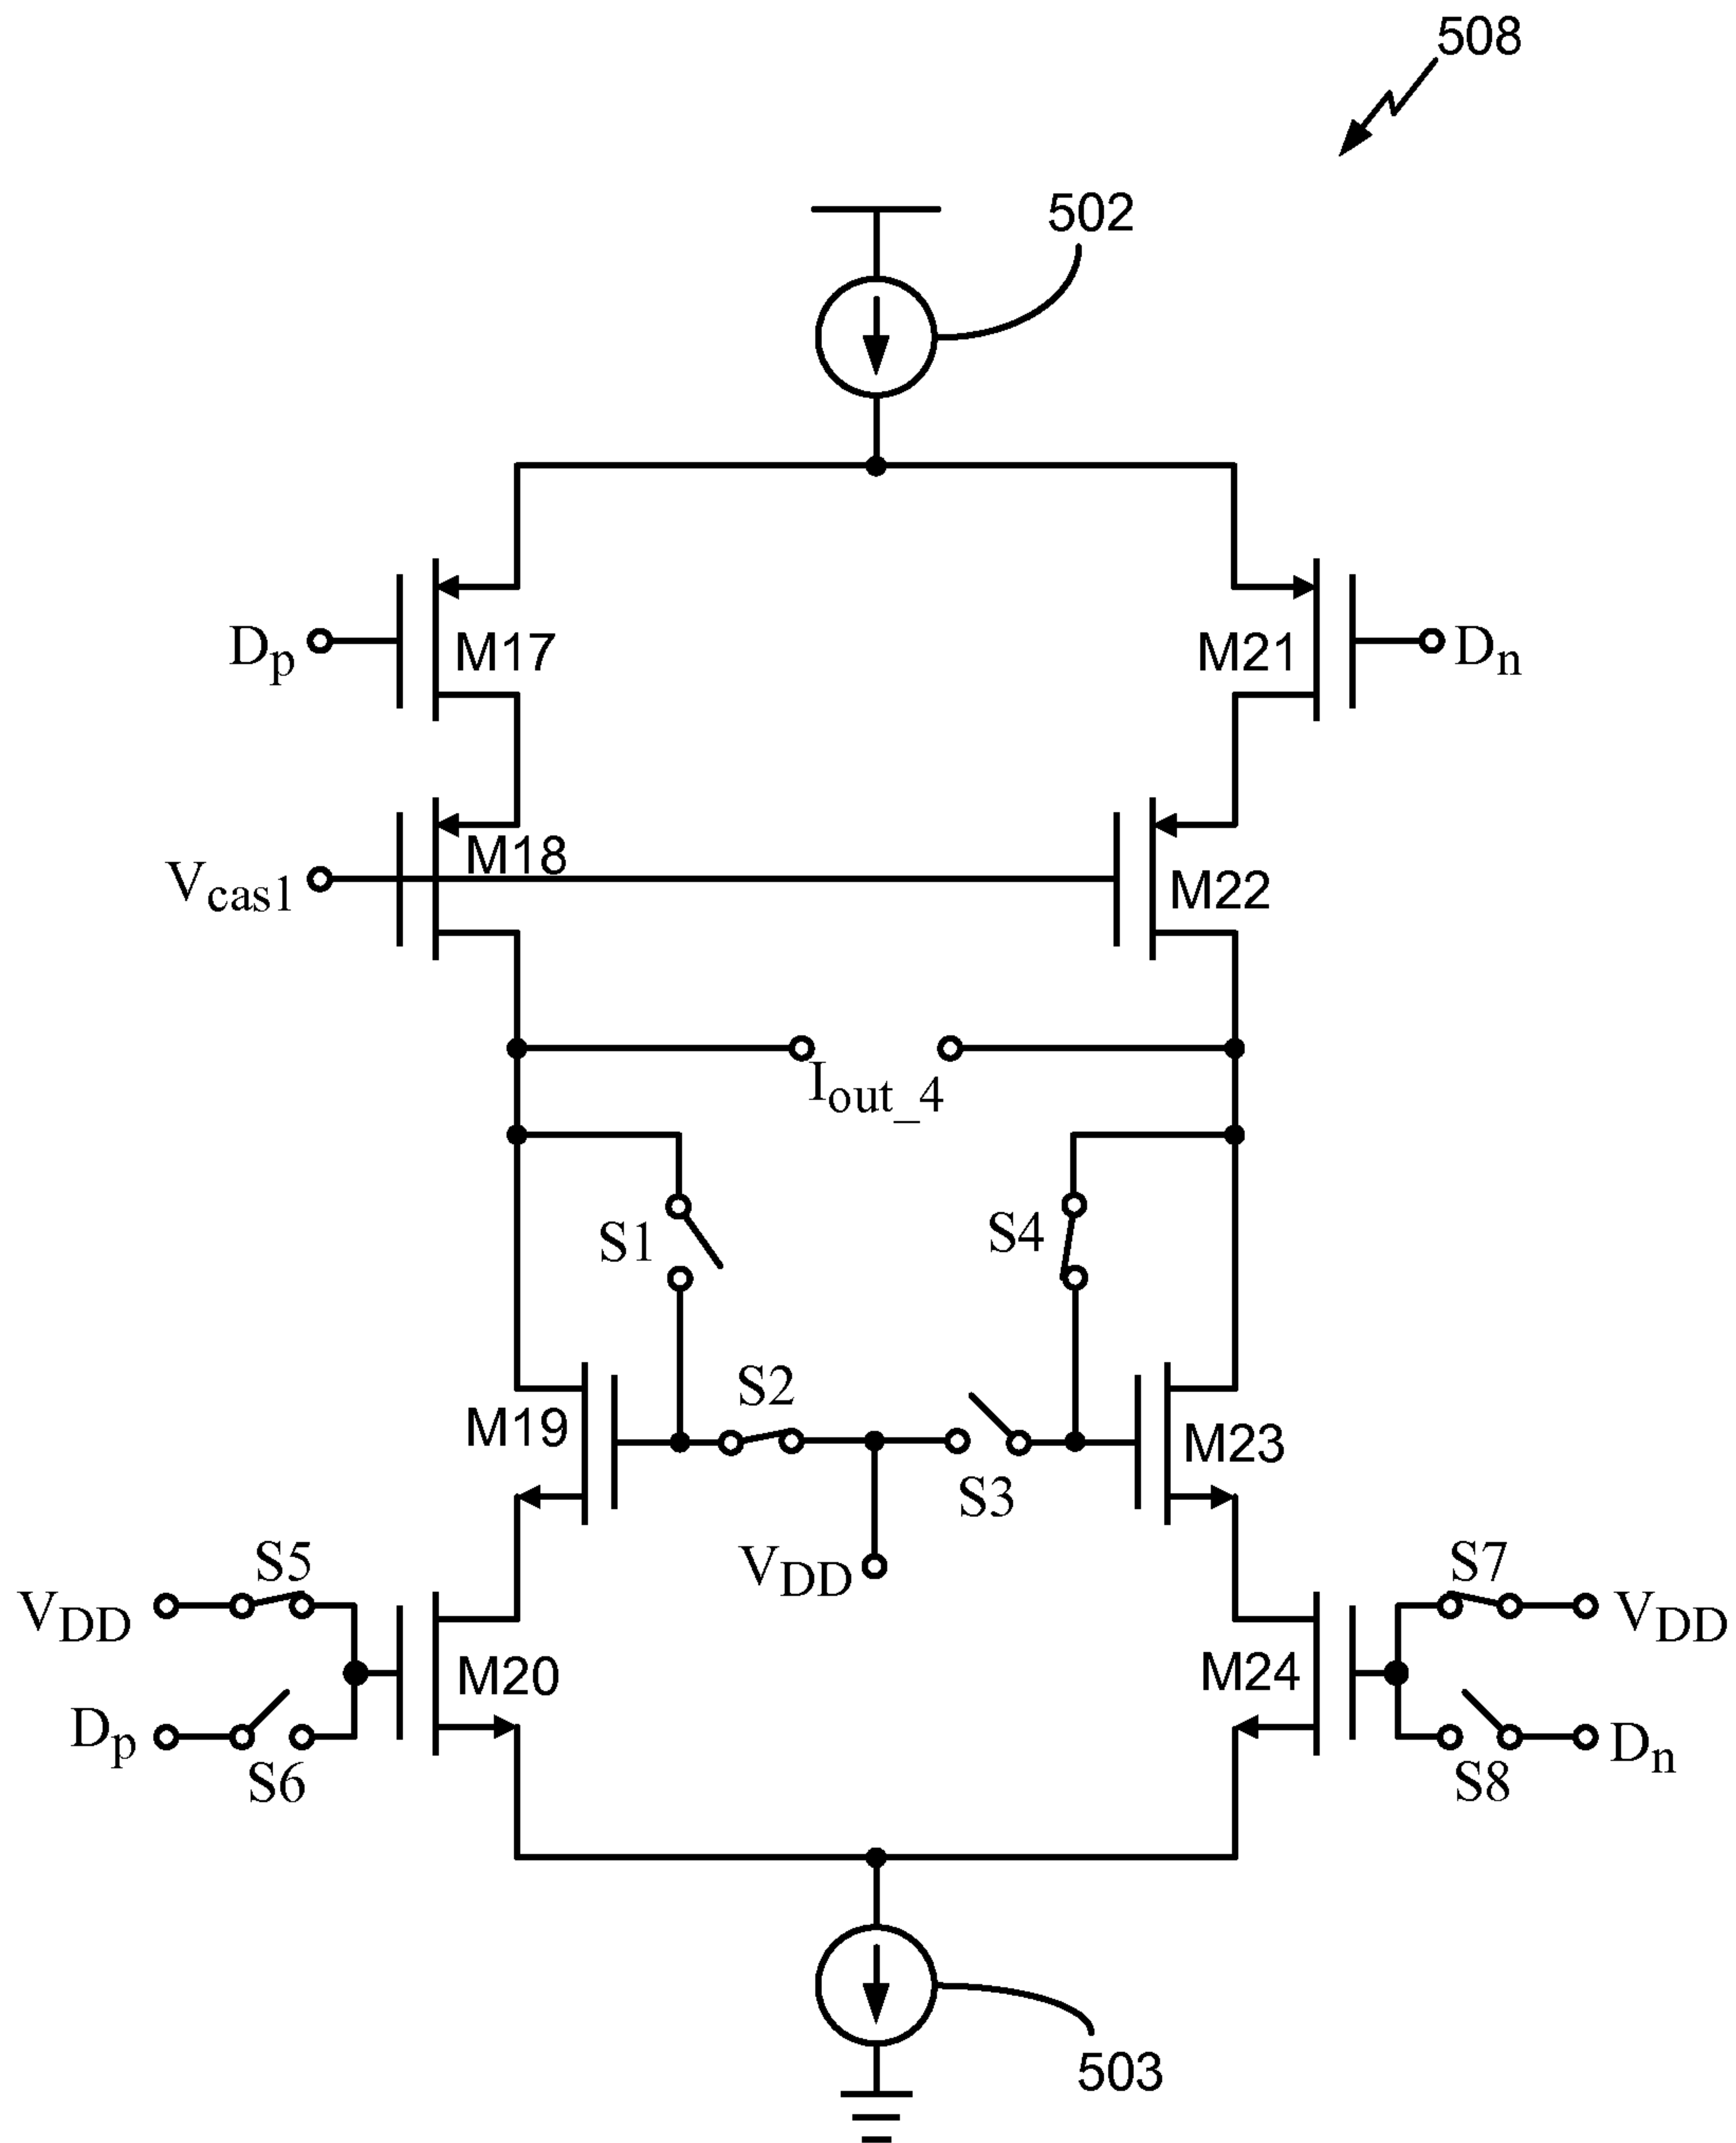 508
502
Dp
M17
M21
Dn
Vcas1
M18
M22
Iout_4
S1
S4
S2
M19
M23
S3
VDD
S5
VDD
S7
VDD
M20
M24
Dp
S6
S8
Dn
503